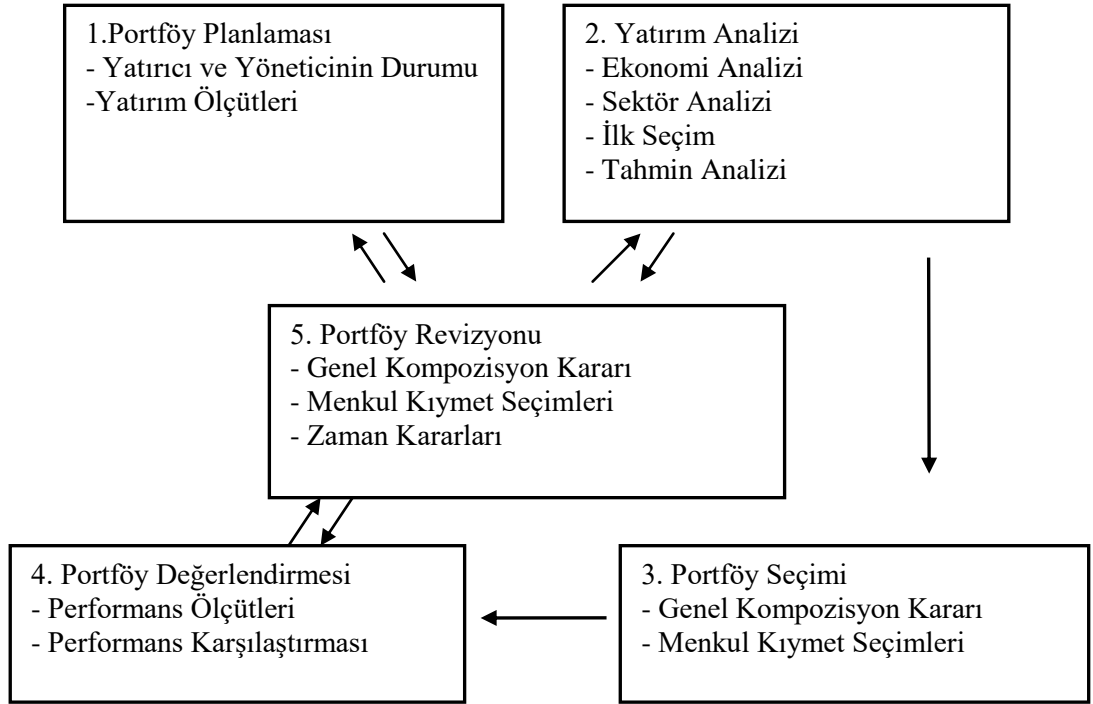 1.Portföy Planlaması
- Yatırıcı ve Yöneticinin Durumu
-Yatırım Ölçütleri
2. Yatırım Analizi
- Ekonomi Analizi
- Sektör Analizi
- İlk Seçim
- Tahmin Analizi
5. Portföy Revizyonu
- Genel Kompozisyon Kararı
- Menkul Kıymet Seçimleri
- Zaman Kararları
4. Portföy Değerlendirmesi
- Performans Ölçütleri
- Performans Karşılaştırması
3. Portföy Seçimi
- Genel Kompozisyon Kararı
- Menkul Kıymet Seçimleri